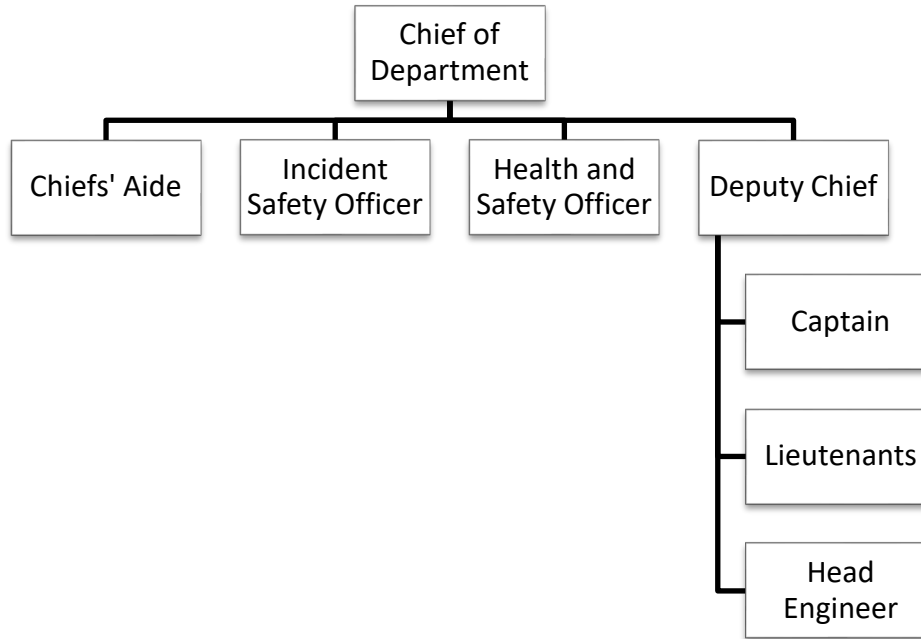 Chief of
Department
Chiefs' Aide
Incident
Safety Officer
Health and
Safety Officer
Deputy Chief
Captain
Lieutenants
Head
Engineer